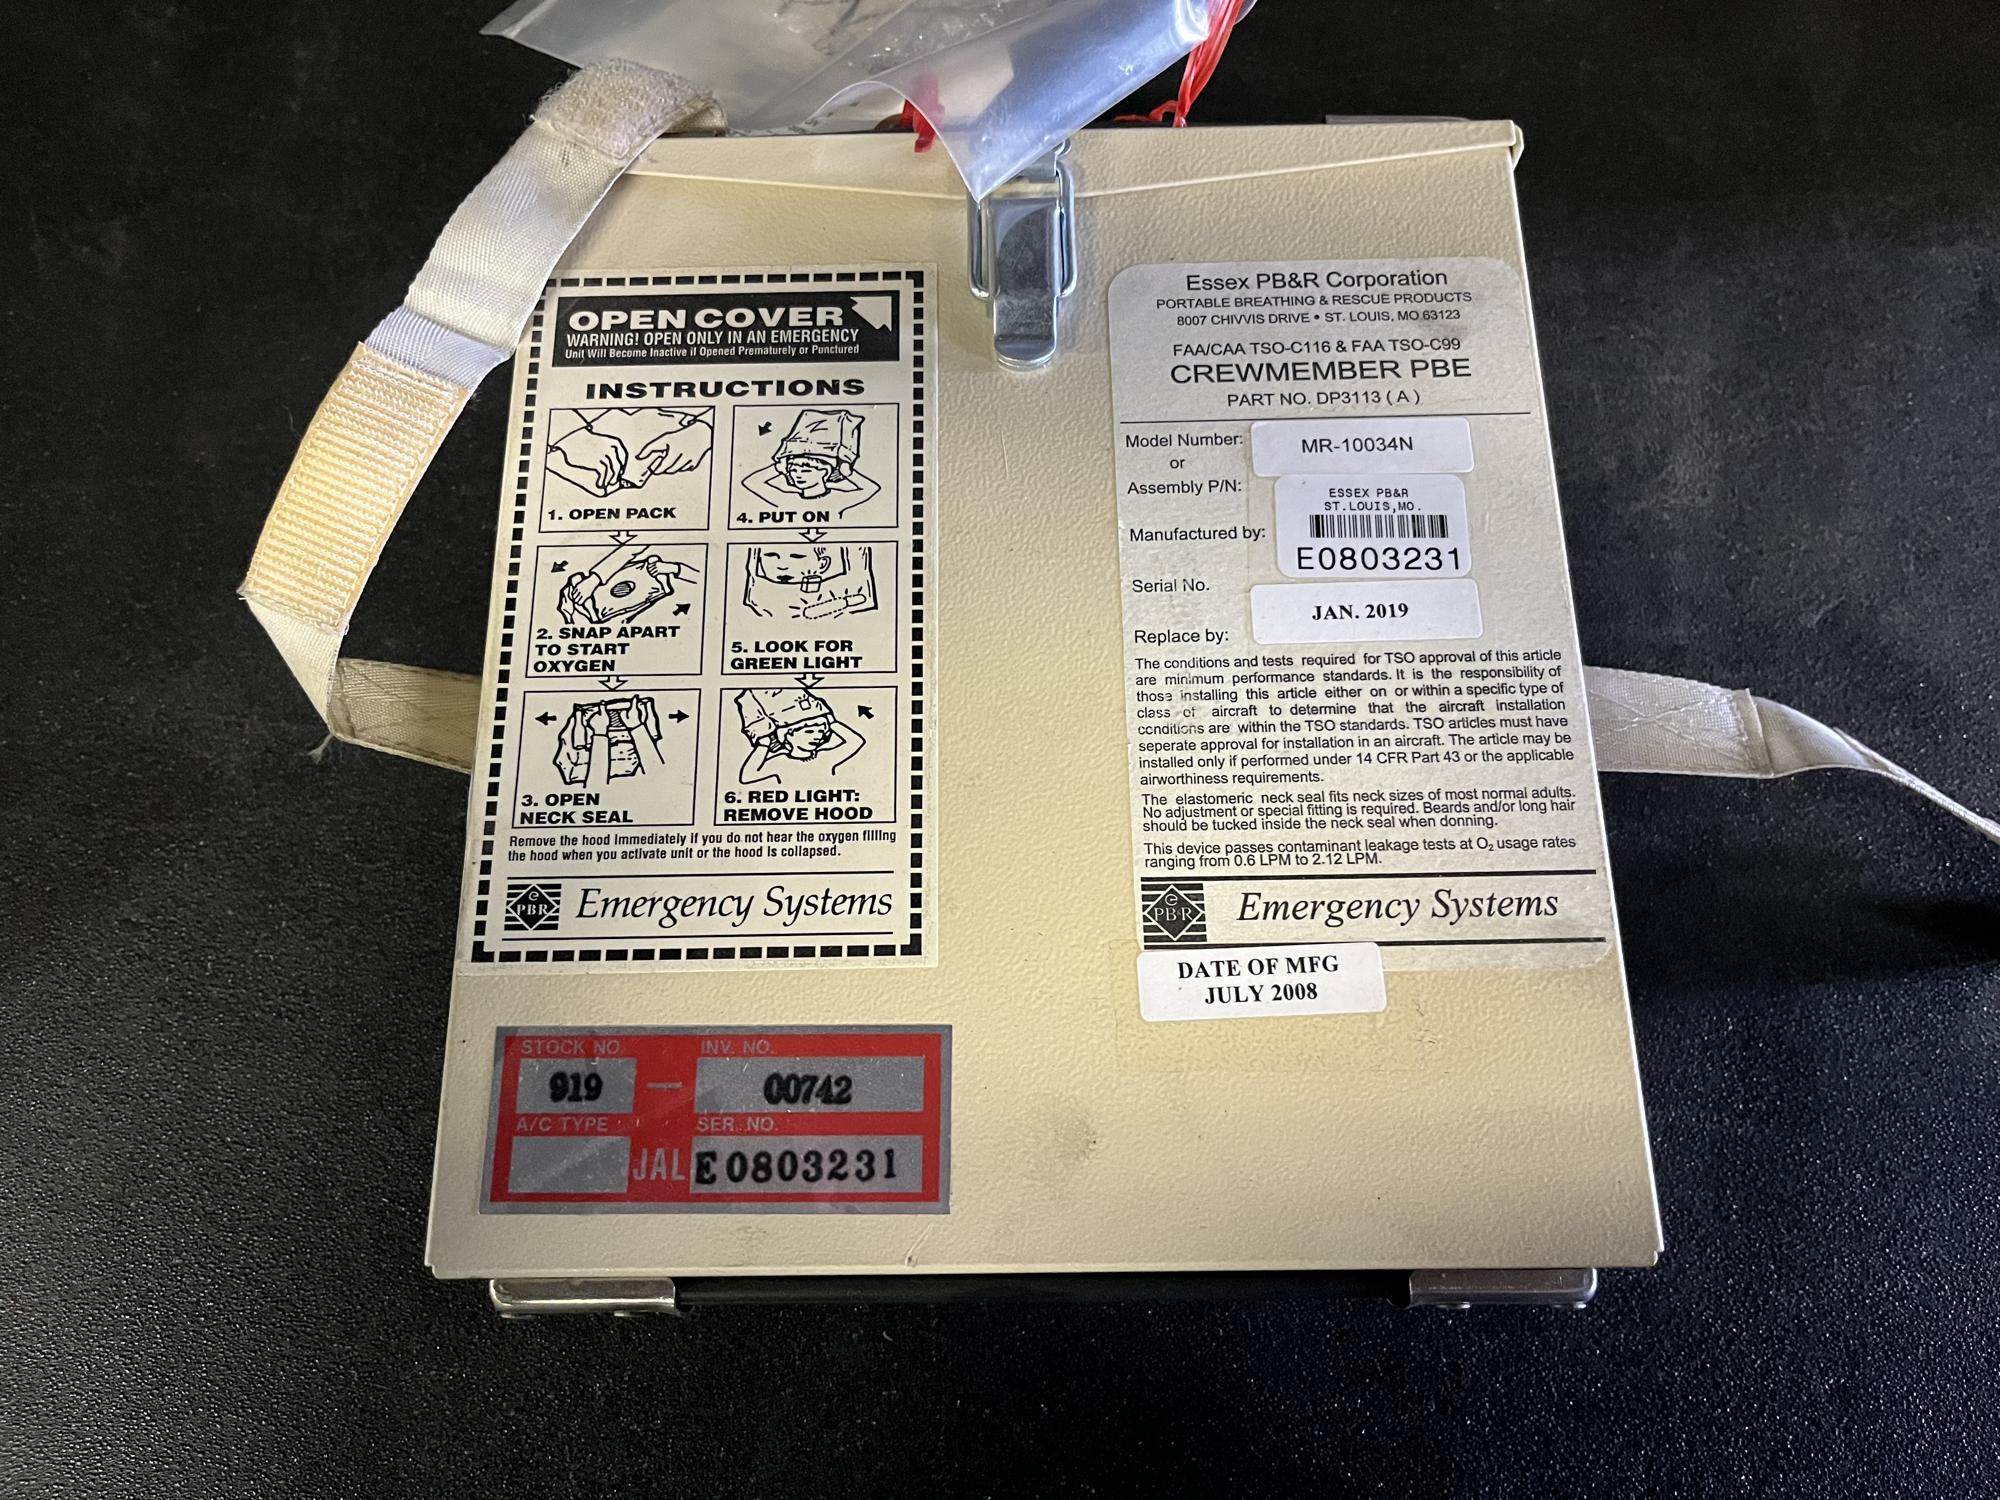 OPEN COVER
WARNING! OPEN ONLY IN AN EMERGENCY
Unit Will Become Inactive if Opened Prematurely or Punctured
INSTRUCTIONS
1. OPEN PACK
2. SNAP APART
TO START
OXYGEN
3. OPEN
NECK SEAL
4. PUT ON
5. LOOK FOR
GREEN LIGHT
6. RED LIGHT:
REMOVE HOOD
Remove the hood immediately if you do not hear the oxygen filling
the hood when you activate unit or the hood is collapsed.
e
PBR
Emergency Systems
Essex PB&R Corporation
PORTABLE BREATHING & RESCUE PRODUCTS
8007 CHIVVIS DRIVE • ST. LOUIS, MO 63123
FAA/CAA TSO-C116 & FAA TSO-C99
CREWMEMBER PBE
PART NO. DP3113 ( A )
Model Number:
MR-10034N
or
Assembly P/N:
ESSEX PB&R
ST.LOUIS,MO.
Manufactured by:
E0803231
Serial No.
JAN. 2019
Replace by:
The conditions and tests required for TSO approval of this article
are minimum performance standards. It is the responsibility of
those installing this article either on or within a specific type of
class of aircraft to determine that the aircraft installation
conditions are within the TSO standards. TSO articles must have
seperate approval for installation in an aircraft. The article may be
installed only if performed under 14 CFR Part 43 or the applicable
airworthiness requirements.
The elastomeric neck seal fits neck sizes of most normal adults.
No adjustment or special fitting is required. Beards and/or long hair
should be tucked inside the neck seal when donning.
This device passes contaminant leakage tests at O₂ usage rates
ranging from 0.6 LPM to 2.12 LPM.
e
PBR
Emergency Systems
DATE OF MFG
JULY 2008
STOCK NO. INV. NO.
919 — 00742
A/C TYPE SER. NO.
JAL E0803231